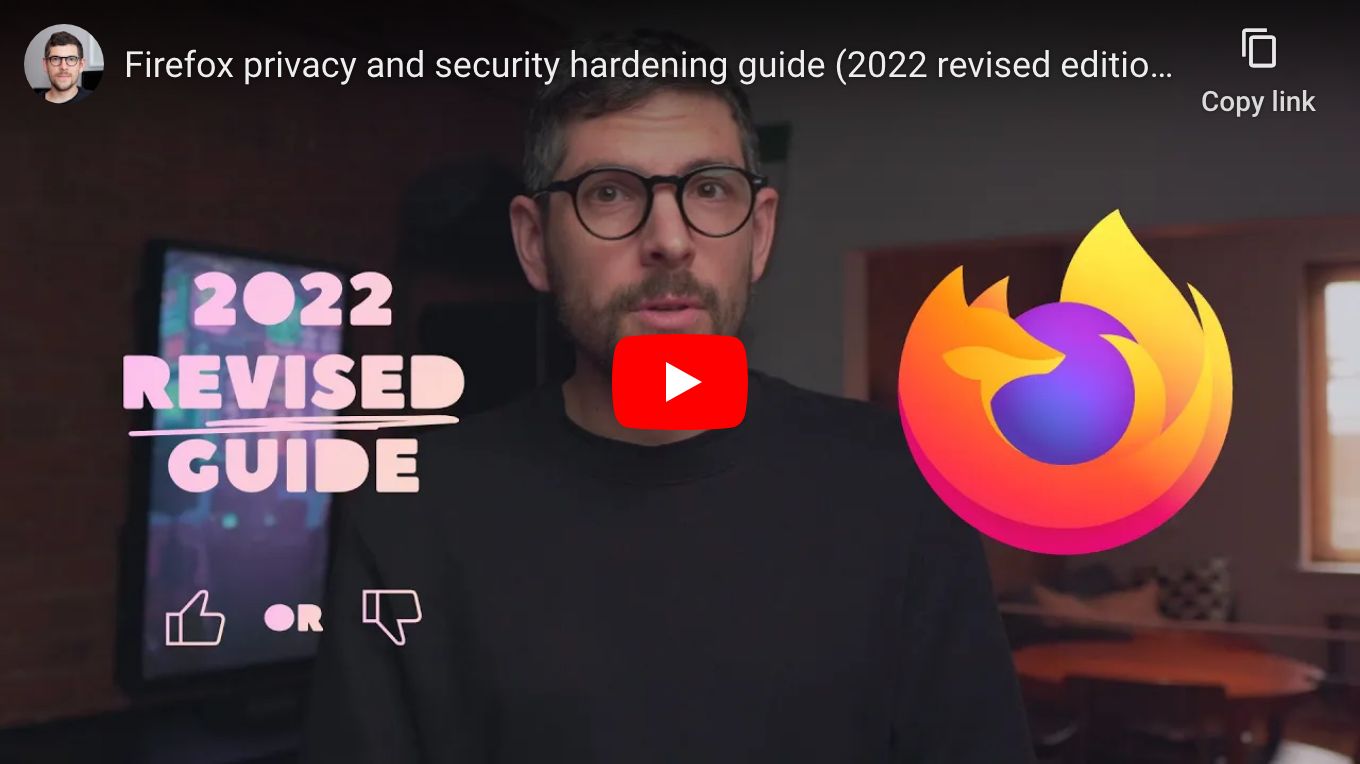 Firefox privacy and security hardening guide (2022 revised editio…
Copy link
2022
REVISED
GUIDE
OR